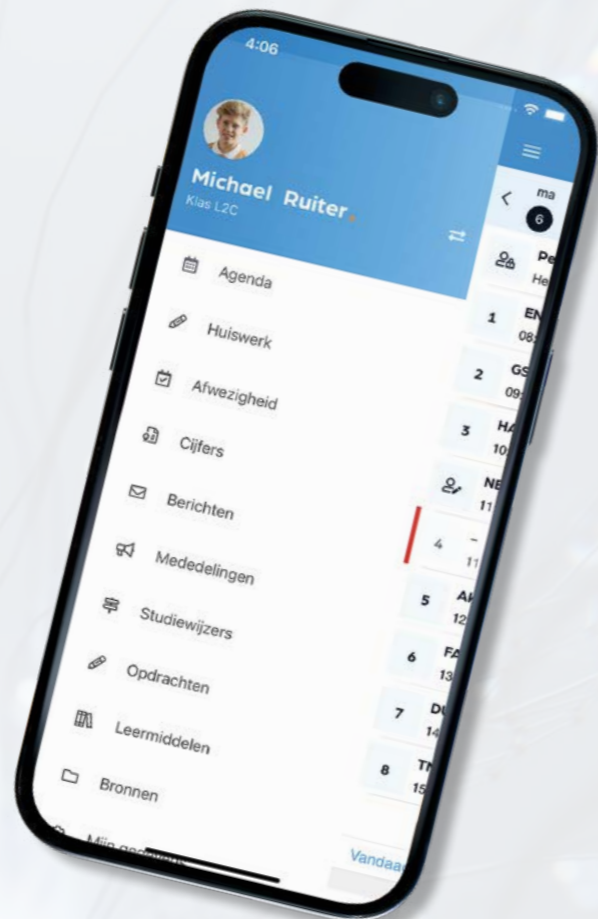 4:06
Michael Ruiter.
Klas L2C
Agenda
Huiswerk
Afwezigheid
Cijfers
Berichten
Mededelingen
Studiewijzers
Opdrachten
Leermiddelen
Bronnen
Mijn
ma
6
1
2
3
4 -
5
6
7
8